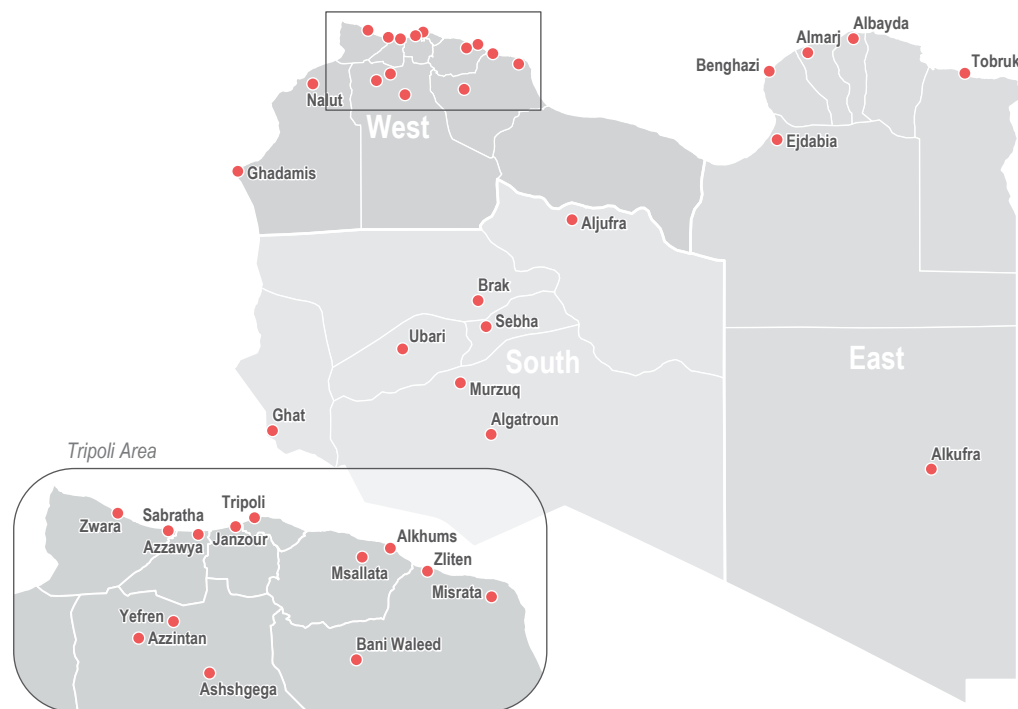 Albayda
Almarj
Benghazi
Tobruk
Nalut
West
Ejdabia
Ghadamis
Aljufra
Brak
Sebha
Ubari
South
East
Murzuq
Ghat
Algatroun
Tripoli Area
Alkufra
Tripoli
Sabratha
Zwara
Azzawya
Janzour
Alkhums
Zliten
Msallata
Misrata
Yefren
Azzintan
Bani Waleed
Ashshgega